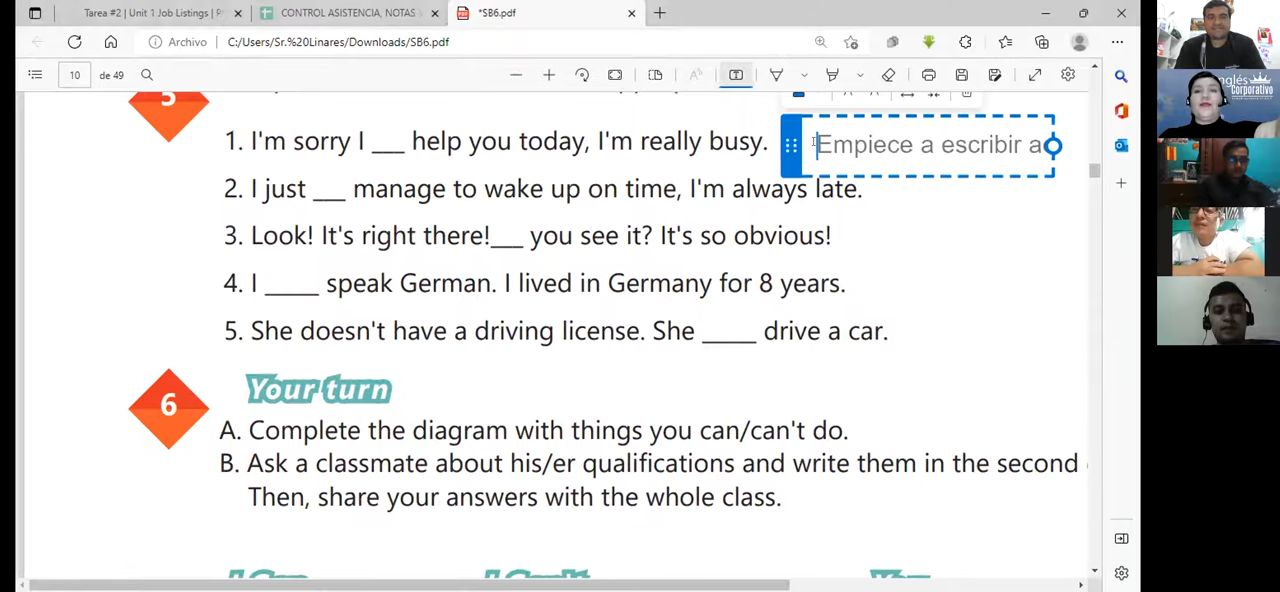 Tarea #2 | Unit 1 Job Listings | P
CONTROL ASISTENCIA, NOTAS Y
*SB6.pdf
Archivo
C:/Users/Sr.%20Linares/Downloads/SB6.pdf
10 de 49
5
1. I'm sorry I ___ help you today, I'm really busy.
Empiece a escribir a
2. I just ___ manage to wake up on time, I'm always late.
3. Look! It's right there!___ you see it? It's so obvious!
4. I _____ speak German. I lived in Germany for 8 years.
5. She doesn't have a driving license. She _____ drive a car.
6
Your turn
A. Complete the diagram with things you can/can't do.
B. Ask a classmate about his/er qualifications and write them in the second
Then, share your answers with the whole class.
I Can
I Can't
You
Inglés
Corporativo